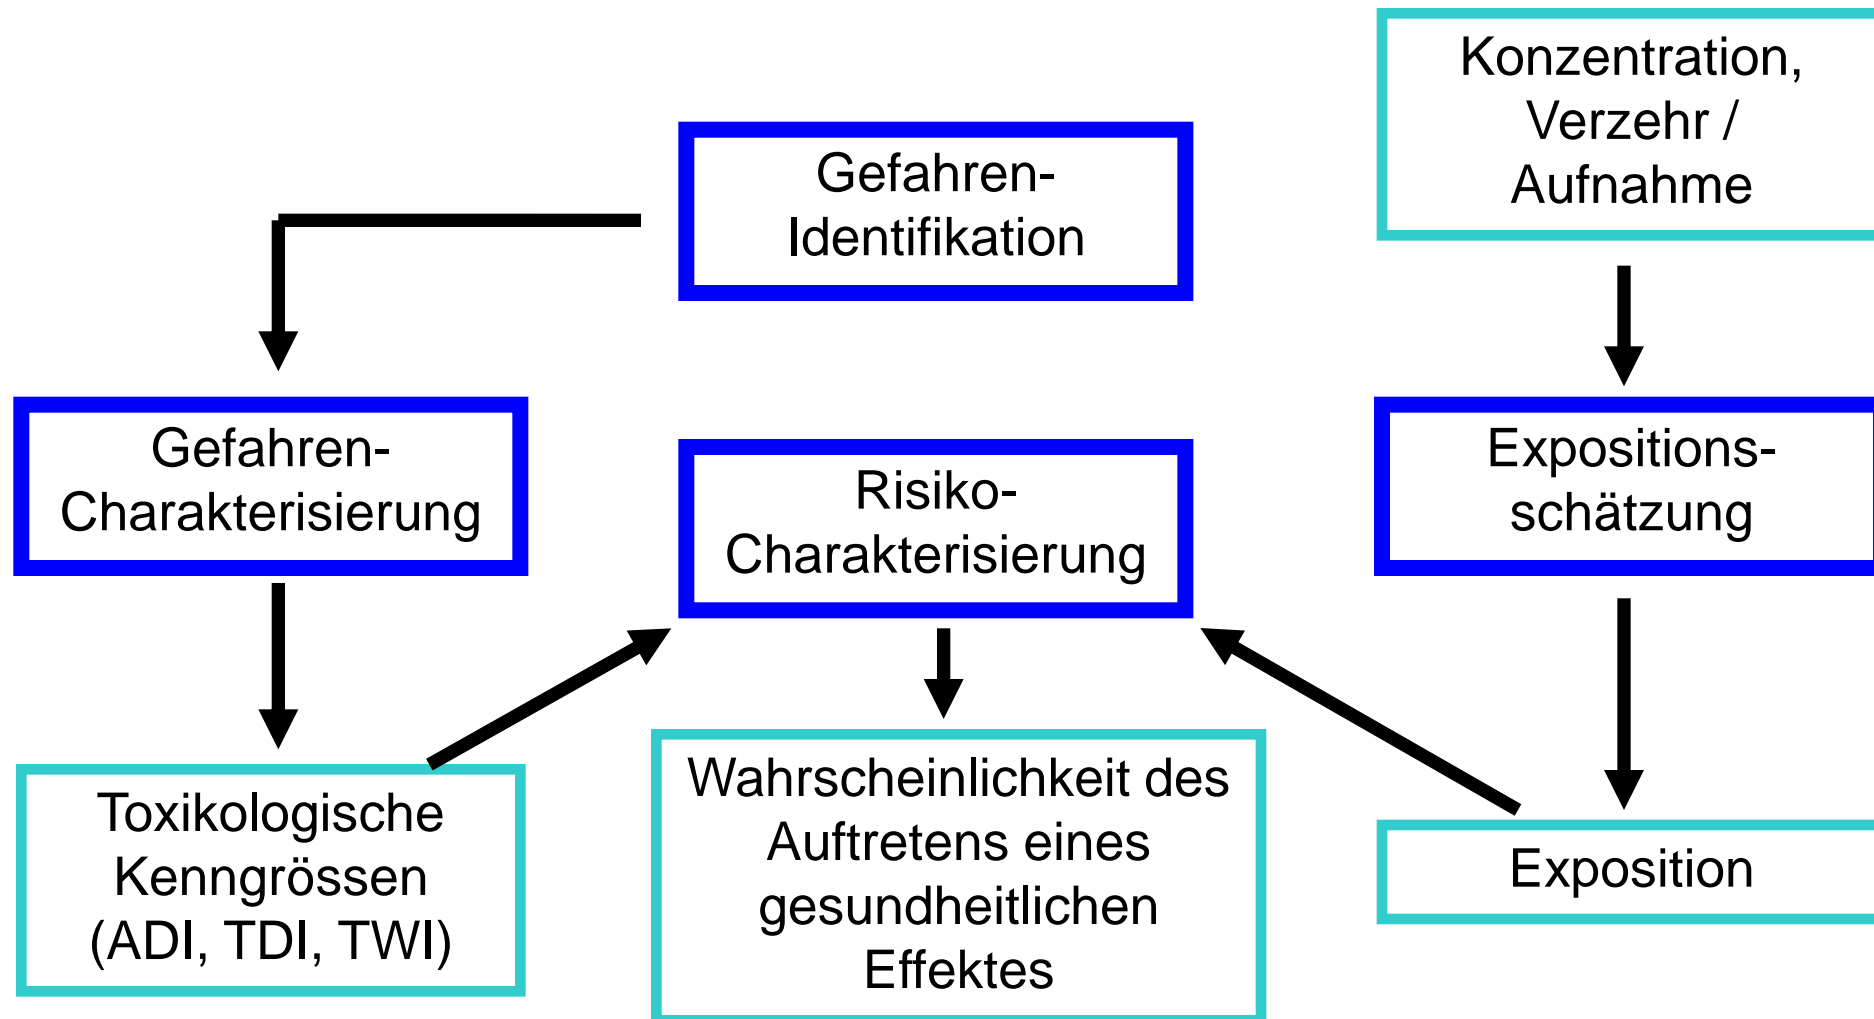 Konzentration,
Verzehr /
Aufnahme
Gefahren-
Identifikation
Gefahren-
Charakterisierung
Risiko-
Charakterisierung
Expositions-
schätzung
Toxikologische
Kenngrössen
(ADI, TDI, TWI)
Wahrscheinlichkeit des
Auftretens eines
gesundheitlichen
Effektes
Exposition